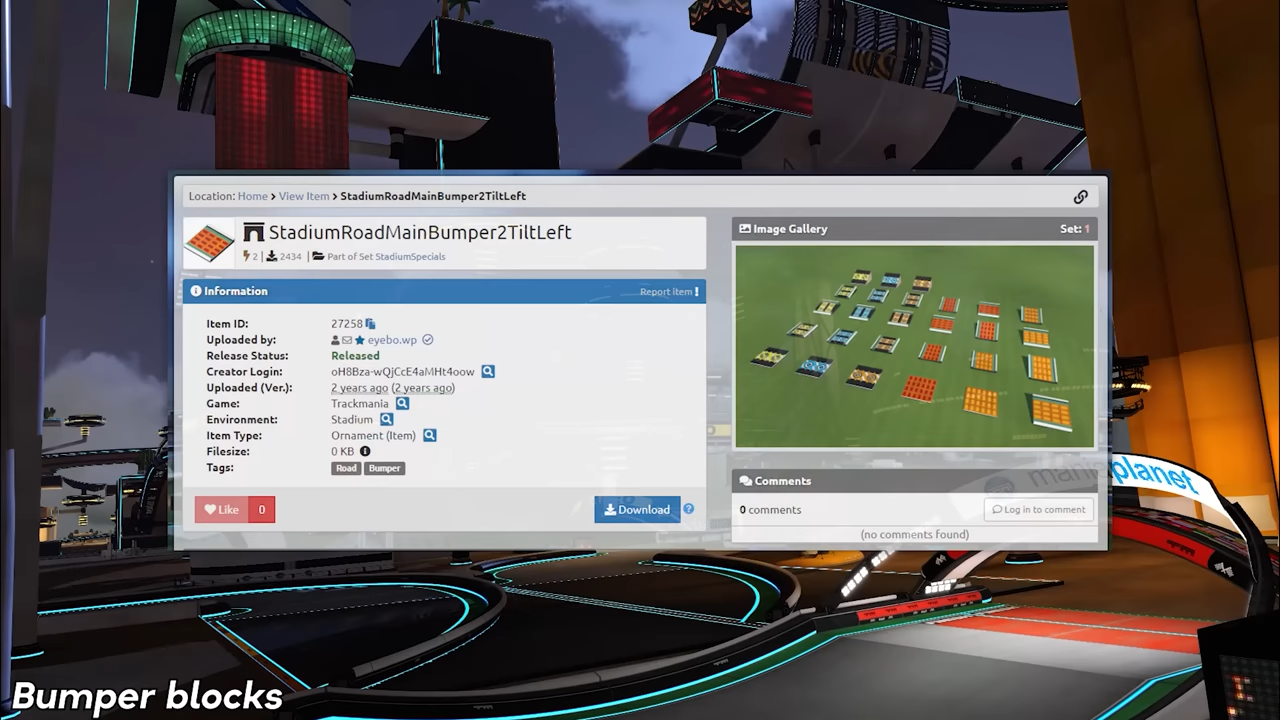 Location: Home > View Item > StadiumRoadMainBumper2TiltLeft
StadiumRoadMainBumper2TiltLeft
2 | 2434 | Part of Set StadiumSpecials
Information
Report item !
Item ID: 27258
Uploaded by: eyebo.wp
Release Status: Released
Creator Login: oH8Bza-wQjCcE4aMHt4oow
Uploaded (Ver.): 2 years ago (2 years ago)
Game: Trackmania
Environment: Stadium
Item Type: Ornament (Item)
Filesize: 0 KB
Tags: Road Bumper
Like 0
Download
Image Gallery
Set: 1
Comments
0 comments
Log in to comment
(no comments found)
maniaplanet
Bumper blocks